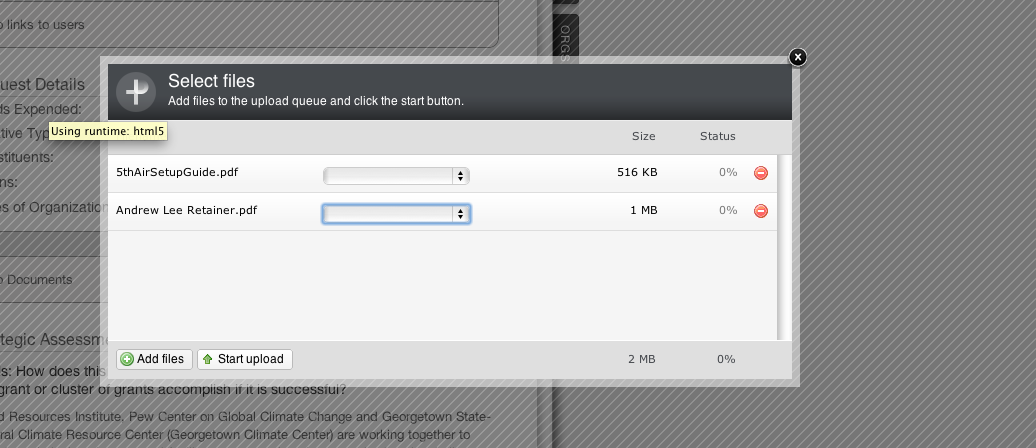 links to users
ORGS
Select files
Add files to the upload queue and click the start button.
uest Details
ds Expended:
Using runtime: html5
ative Typ
Size
Status
stituents:
5thAirSetupGuide.pdf
516 KB
0%
ns:
Andrew Lee Retainer.pdf
1 MB
0%
es of Organization
o Documents
tegic Assessm
Add files
Start upload
2 MB
0%
s: How does this
grant or cluster of grants accomplish if it is successful?
d Resources Institute, Pew Center on Global Climate Change and Georgetown State-
ral Climate Resource Center (Georgetown Climate Center) are working together to